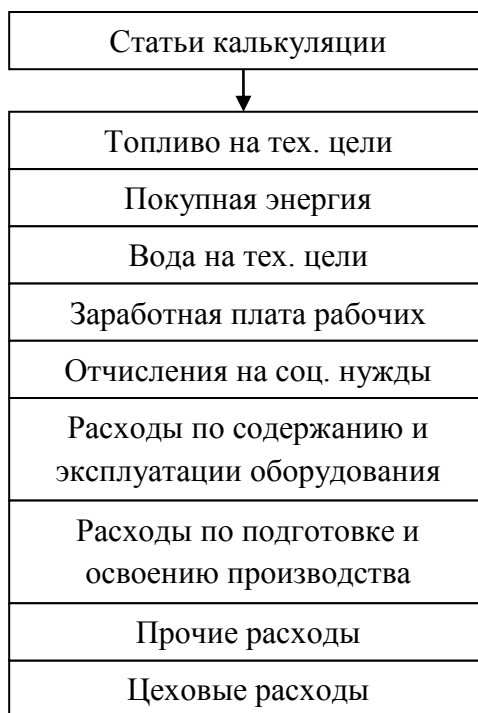 Статьи калькуляции
Топливо на тех. цели
Покупная энергия
Вода на тех. цели
Заработная плата рабочих
Отчисления на соц. нужды
Расходы по содержанию и
эксплуатации оборудования
Расходы по подготовке и
освоению производства
Прочие расходы
Цеховые расходы